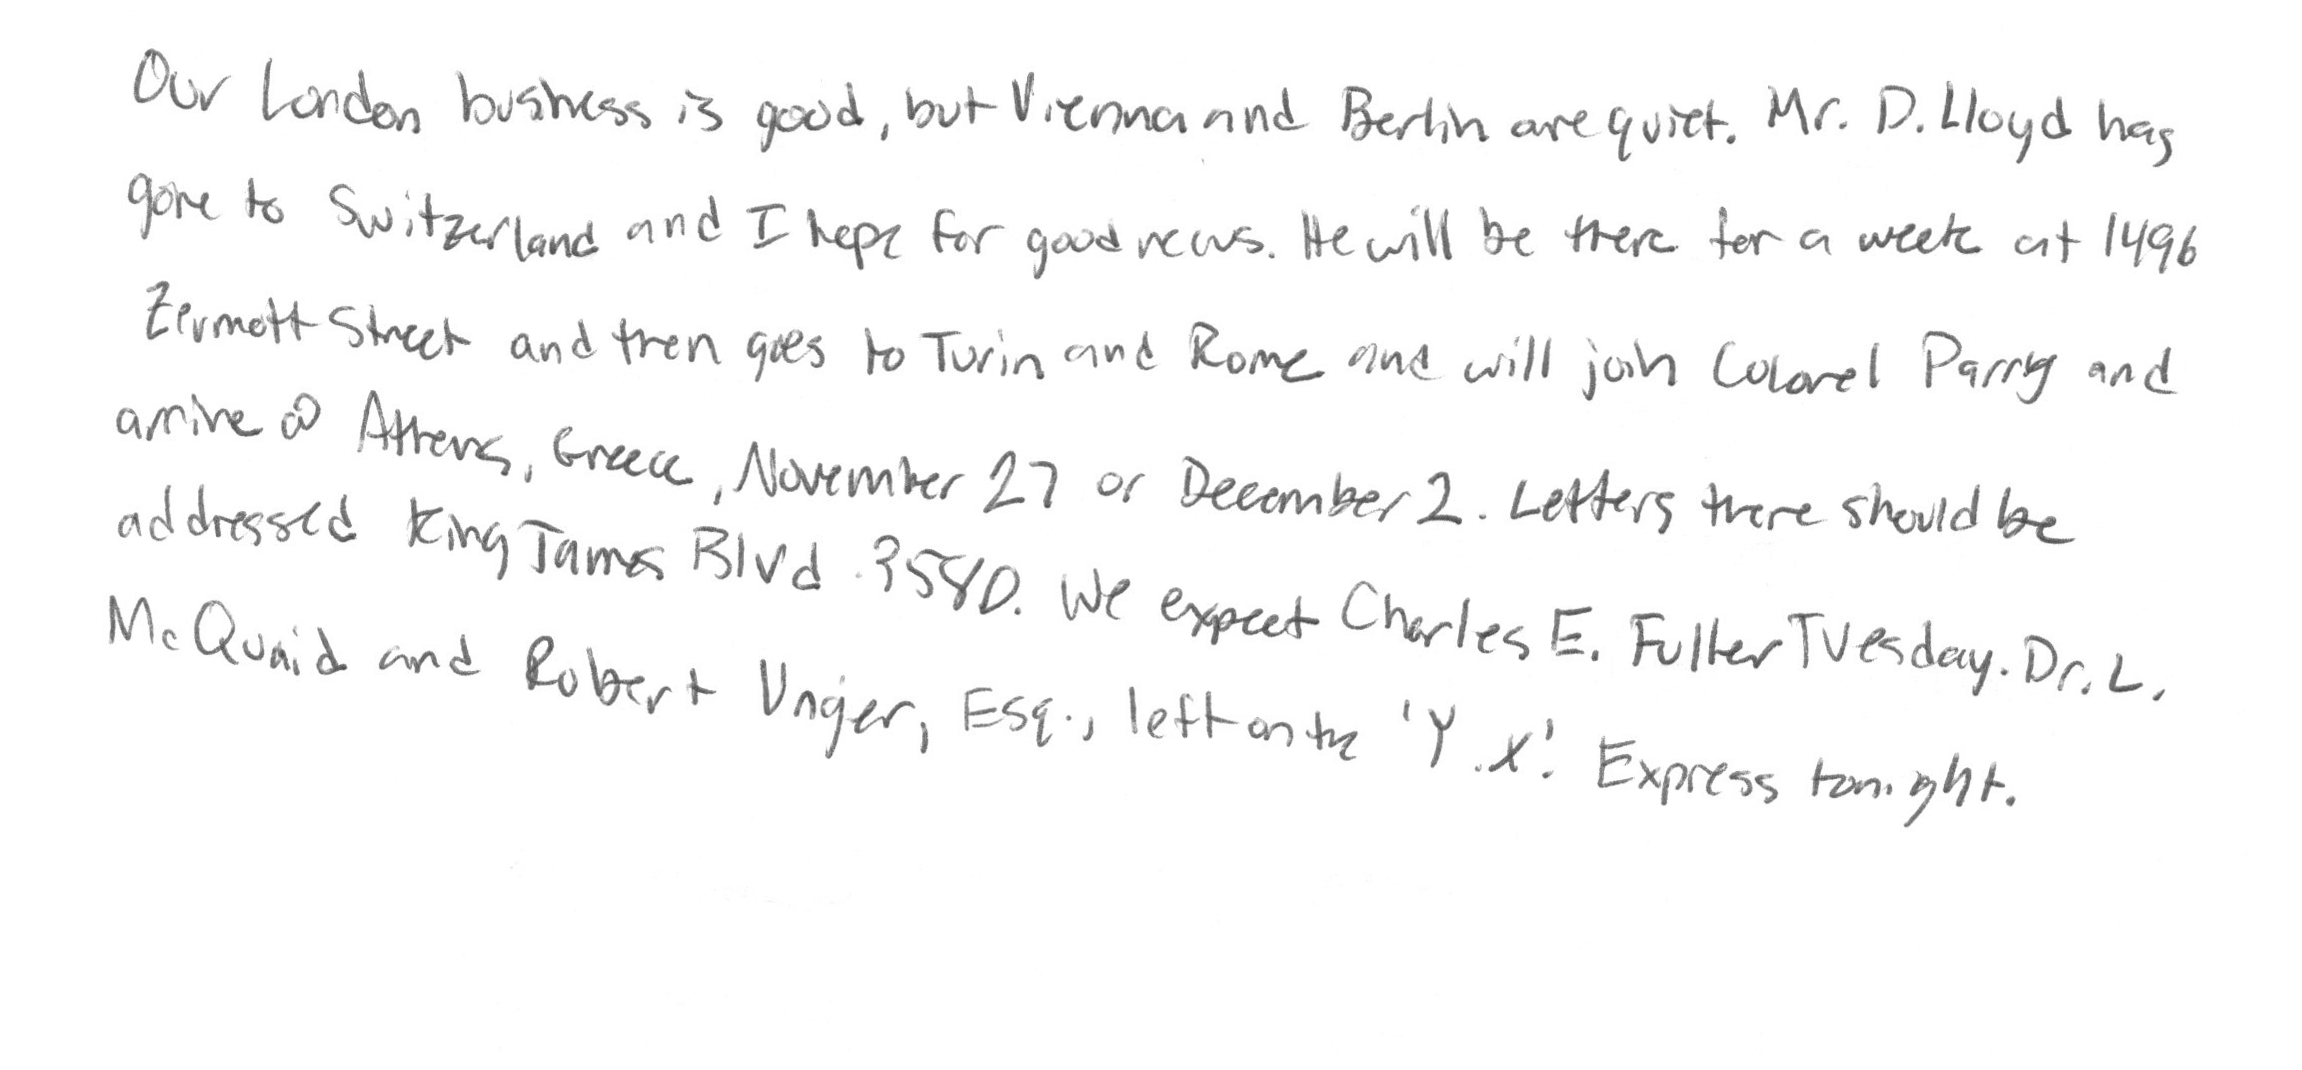 Our London business is good, but Vienna and Berlin are quiet. Mr. D. Lloyd has
gone to Switzerland and I hope for good news. He will be there for a week at 1496
Zermott Street and then goes to Turin and Rome and will join Colonel Parry and
arrive @ Athens, Greece, November 27 or December 2. Letters there should be
addressed King James Blvd. 3580. We expect Charles E. Fuller Tuesday. Dr. L.
McQuaid and Robert Unger, Esq., left on the 'Y.X.' Express tonight.